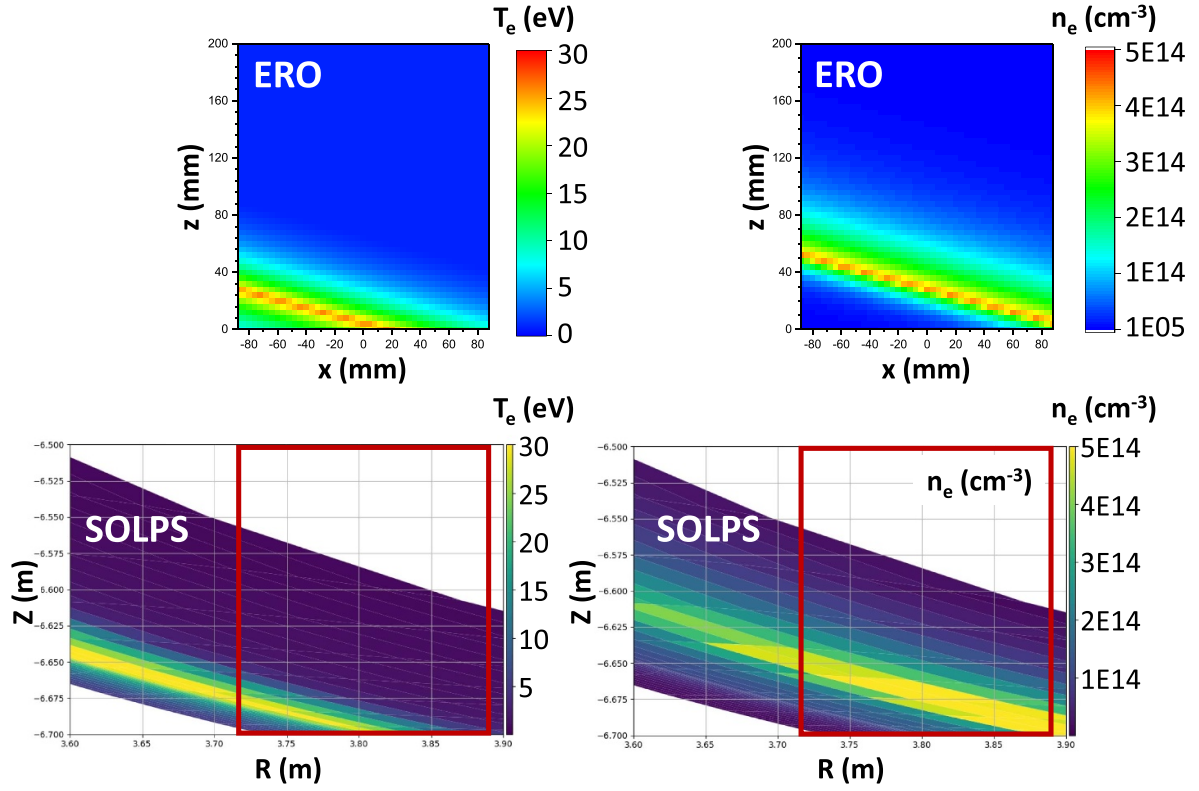 T_e (eV)
ERO
200
160
120
80
40
0
z (mm)
-80 -60 -40 -20 0 20 40 60 80
x (mm)
30
25
20
15
10
5
0
n_e (cm^-3)
ERO
200
160
120
80
40
0
z (mm)
-80 -60 -40 -20 0 20 40 60 80
x (mm)
5E14
4E14
3E14
2E14
1E14
1E05
T_e (eV)
SOLPS
−6.500
−6.525
−6.550
−6.575
−6.600
−6.625
−6.650
−6.675
−6.700
Z (m)
3.60 3.65 3.70 3.75 3.80 3.85 3.90
R (m)
30
25
20
15
10
5
n_e (cm^-3)
n_e (cm^-3)
SOLPS
−6.500
−6.525
−6.550
−6.575
−6.600
−6.625
−6.650
−6.675
−6.700
Z (m)
3.60 3.65 3.70 3.75 3.80 3.85 3.90
R (m)
5E14
4E14
3E14
2E14
1E14